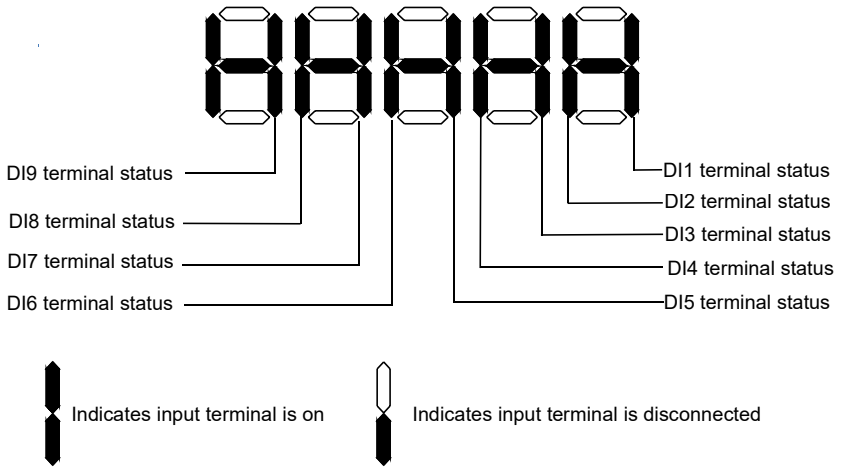 DI9 terminal status
DI8 terminal status
DI7 terminal status
DI6 terminal status
DI1 terminal status
DI2 terminal status
DI3 terminal status
DI4 terminal status
DI5 terminal status
Indicates input terminal is on
Indicates input terminal is disconnected